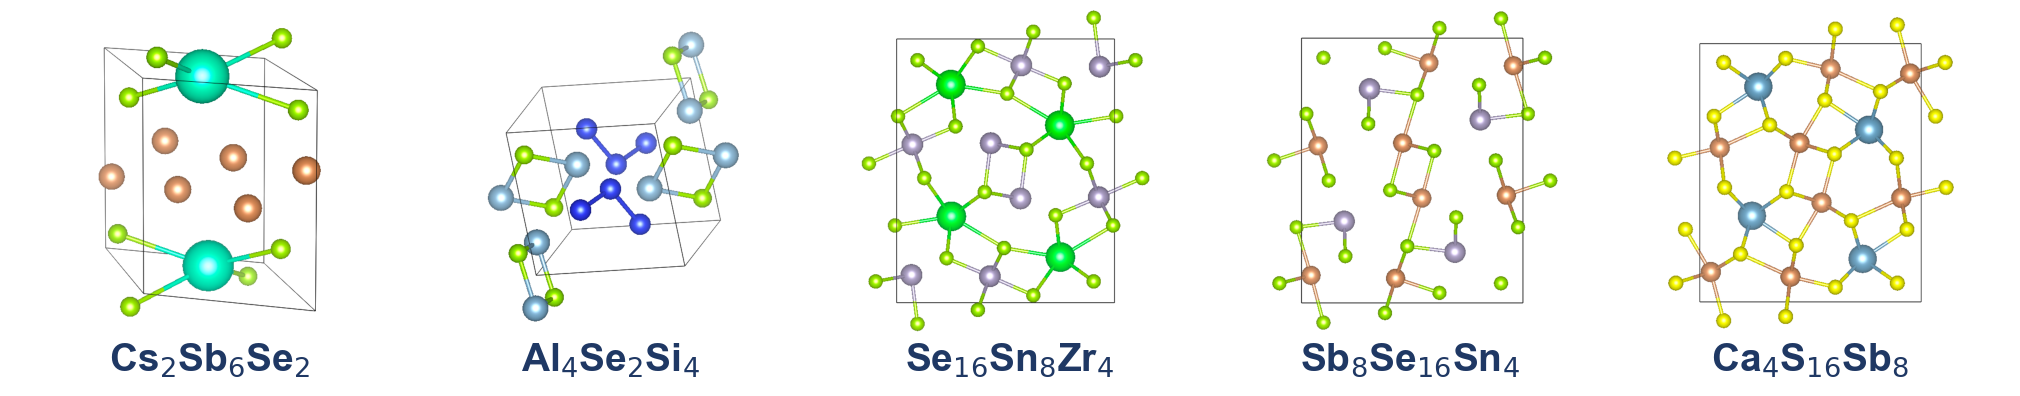 Cs₂Sb₆Se₂ Al₄Se₂Si₄ Se₁₆Sn₈Zr₄ Sb₈Se₁₆Sn₄ Ca₄S₁₆Sb₈